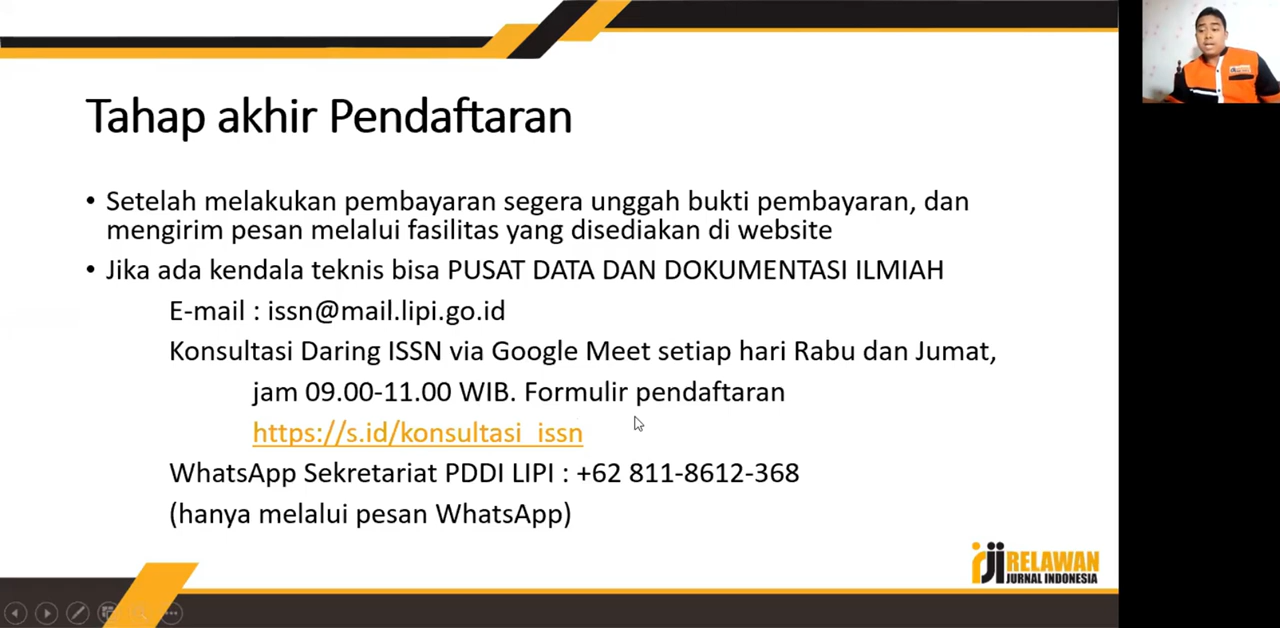 Tahap akhir Pendaftaran
• Setelah melakukan pembayaran segera unggah bukti pembayaran, dan
mengirim pesan melalui fasilitas yang disediakan di website
• Jika ada kendala teknis bisa PUSAT DATA DAN DOKUMENTASI ILMIAH
E-mail : issn@mail.lipi.go.id
Konsultasi Daring ISSN via Google Meet setiap hari Rabu dan Jumat,
jam 09.00-11.00 WIB. Formulir pendaftaran
https://s.id/konsultasi_issn
WhatsApp Sekretariat PDDI LIPI : +62 811-8612-368
(hanya melalui pesan WhatsApp)
rji RELAWAN
JURNAL INDONESIA